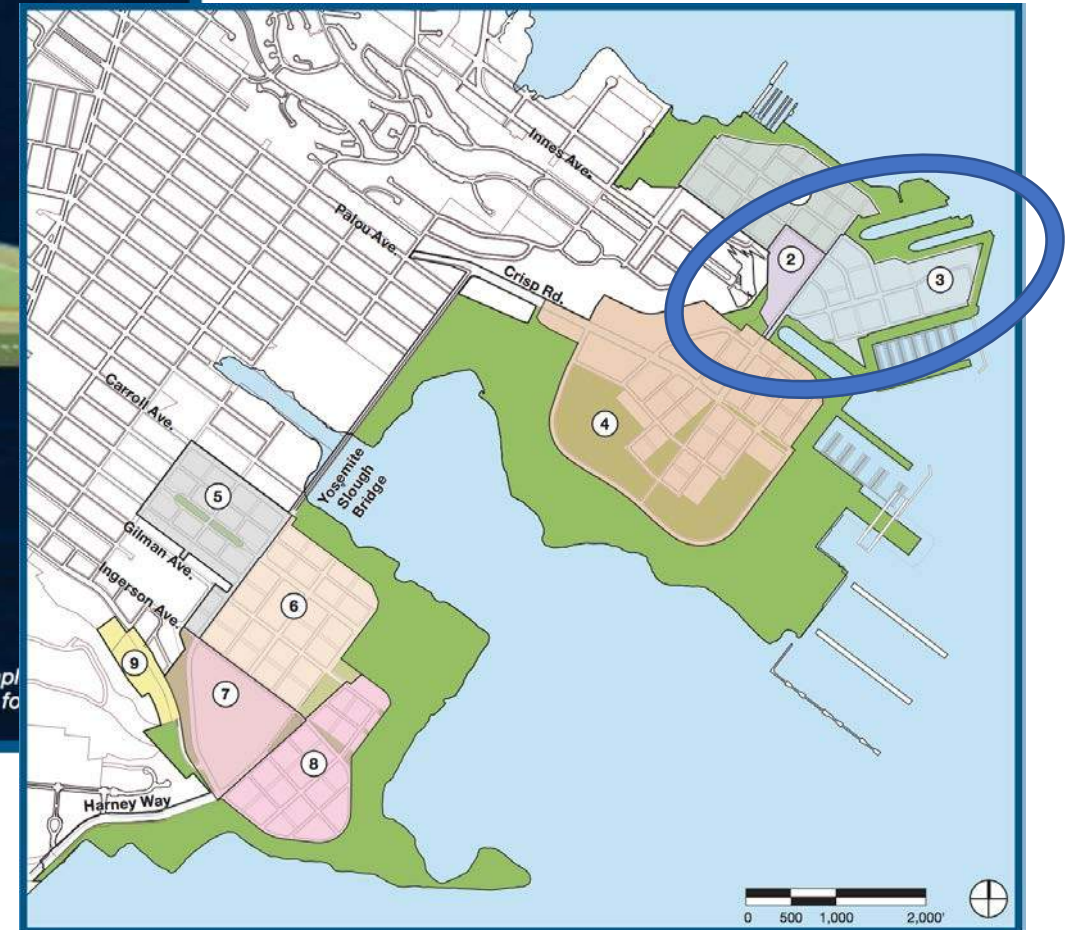 Innes Ave.
Palou Ave.
Crisp Rd.
2
3
4
Carroll Ave.
5
Yosemite
Slough
Bridge
Gilman Ave.
Ingerson Ave.
6
9
7
8
Harney Way
0 500 1,000 2,000'
fo